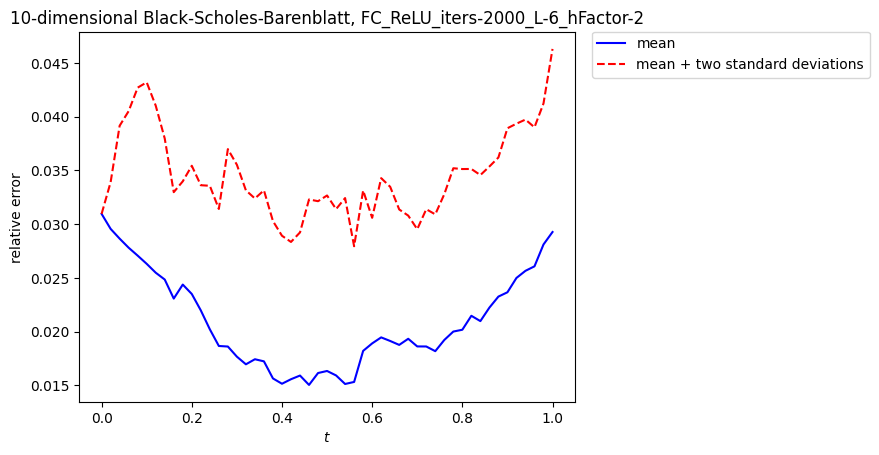 10-dimensional Black-Scholes-Barenblatt, FC_ReLU_iters-2000_L-6_hFactor-2
mean
mean + two standard deviations
relative error
0.045
0.040
0.035
0.030
0.025
0.020
0.015
0.0 0.2 0.4 0.6 0.8 1.0
t